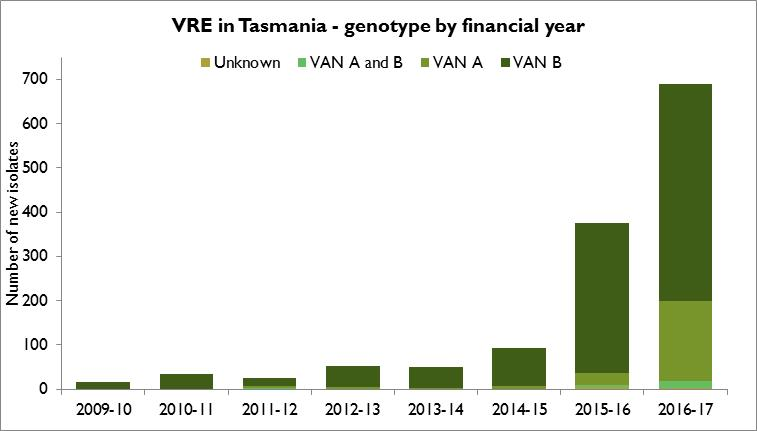 VRE in Tasmania - genotype by financial year
Unknown VAN A and B VAN A VAN B
Number of new isolates
700
600
500
400
300
200
100
0
2009-10 2010-11 2011-12 2012-13 2013-14 2014-15 2015-16 2016-17